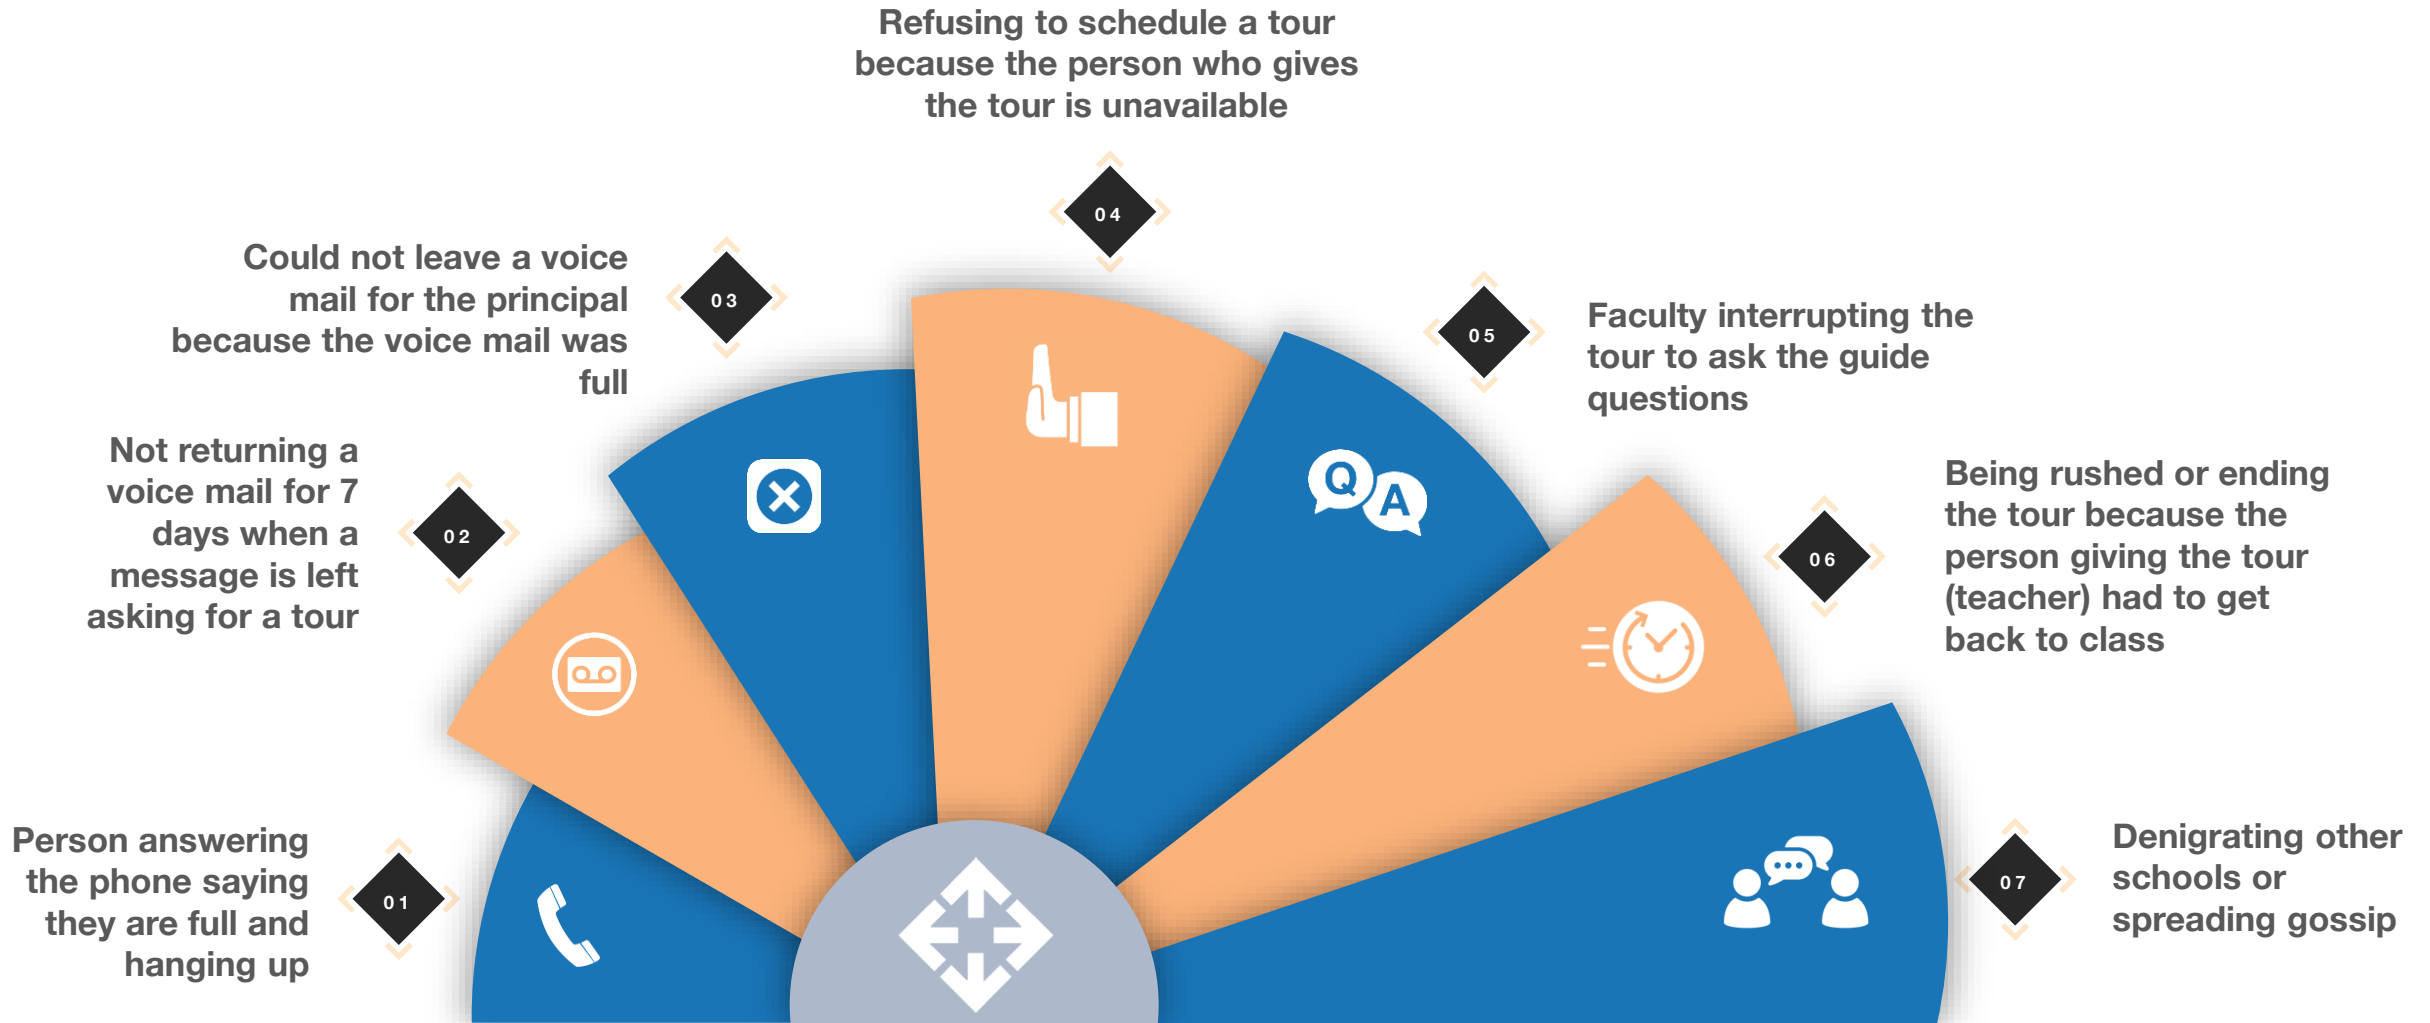 Refusing to schedule a tour
because the person who gives
the tour is unavailable
04
Could not leave a voice
mail for the principal
because the voice mail was
full
03
05
Faculty interrupting the
tour to ask the guide
questions
Not returning a
voice mail for 7
days when a
message is left
asking for a tour
02
Q
A
06
Being rushed or ending
the tour because the
person giving the tour
(teacher) had to get
back to class
Person answering
the phone saying
they are full and
hanging up
01
07
Denigrating other
schools or
spreading gossip